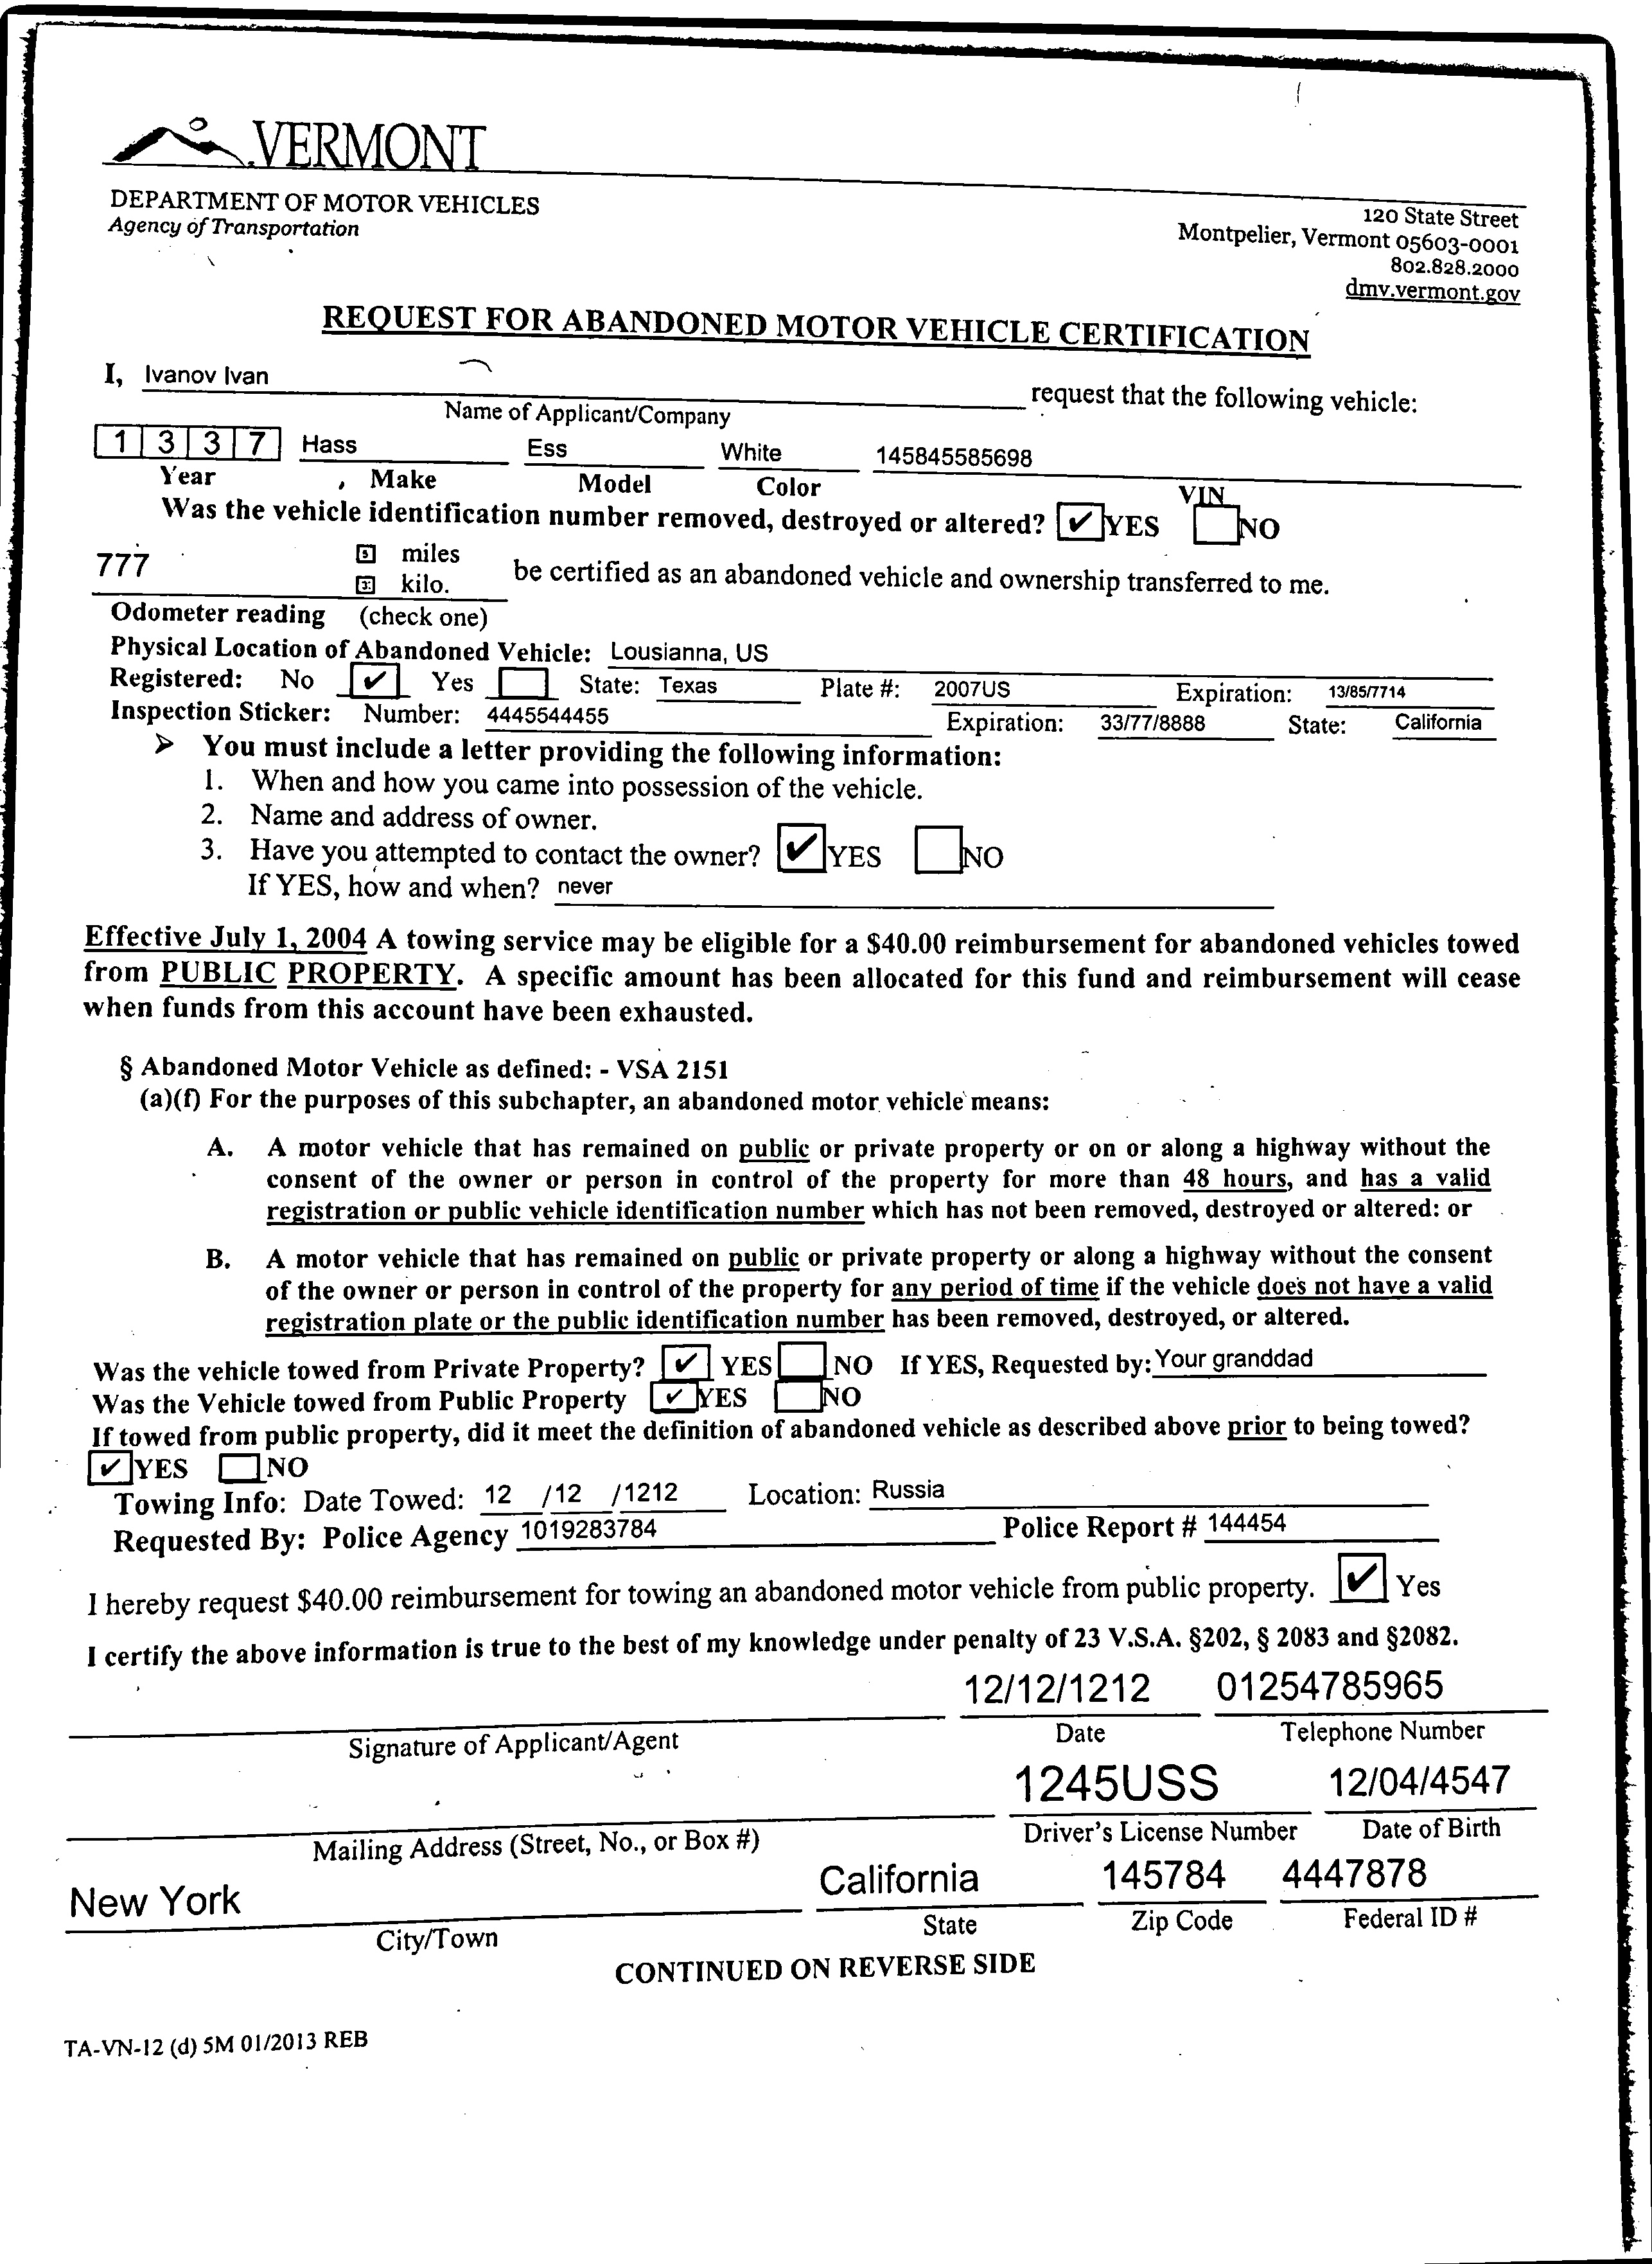 VERMONT
DEPARTMENT OF MOTOR VEHICLES
Agency of Transportation
120 State Street
Montpelier, Vermont 05603-0001
802.828.2000
dmv.vermont.gov
REQUEST FOR ABANDONED MOTOR VEHICLE CERTIFICATION
I, Ivanov Ivan request that the following vehicle:
Name of Applicant/Company
1 3 3 7 Hass Ess White 145845585698
Year Make Model Color VIN
Was the vehicle identification number removed, destroyed or altered? ✔ YES NO
777 miles
kilo. be certified as an abandoned vehicle and ownership transferred to me.
Odometer reading (check one)
Physical Location of Abandoned Vehicle: Lousianna, US
Registered: No ✔ Yes State: Texas Plate #: 2007US Expiration: 13/85/7714
Inspection Sticker: Number: 4445544455 Expiration: 33/77/8888 State: California
➢ You must include a letter providing the following information:
1. When and how you came into possession of the vehicle.
2. Name and address of owner.
3. Have you attempted to contact the owner? ✔ YES NO
If YES, how and when? never
Effective July 1, 2004 A towing service may be eligible for a $40.00 reimbursement for abandoned vehicles towed
from PUBLIC PROPERTY. A specific amount has been allocated for this fund and reimbursement will cease
when funds from this account have been exhausted.
§ Abandoned Motor Vehicle as defined: - VSA 2151
(a)(f) For the purposes of this subchapter, an abandoned motor vehicle means:
A. A motor vehicle that has remained on public or private property or on or along a highway without the
consent of the owner or person in control of the property for more than 48 hours, and has a valid
registration or public vehicle identification number which has not been removed, destroyed or altered: or
B. A motor vehicle that has remained on public or private property or along a highway without the consent
of the owner or person in control of the property for any period of time if the vehicle does not have a valid
registration plate or the public identification number has been removed, destroyed, or altered.
Was the vehicle towed from Private Property? ✔ YES NO If YES, Requested by: Your granddad
Was the Vehicle towed from Public Property ✔ YES NO
If towed from public property, did it meet the definition of abandoned vehicle as described above prior to being towed?
✔ YES NO
Towing Info: Date Towed: 12 /12 /1212 Location: Russia
Requested By: Police Agency 1019283784 Police Report # 144454
I hereby request $40.00 reimbursement for towing an abandoned motor vehicle from public property. ✔ Yes
I certify the above information is true to the best of my knowledge under penalty of 23 V.S.A. §202, § 2083 and §2082.
12/12/1212 01254785965
Signature of Applicant/Agent Date Telephone Number
1245USS 12/04/4547
Mailing Address (Street, No., or Box #) Driver's License Number Date of Birth
New York California 145784 4447878
City/Town State Zip Code Federal ID #
CONTINUED ON REVERSE SIDE
TA-VN-12 (d) 5M 01/2013 REB